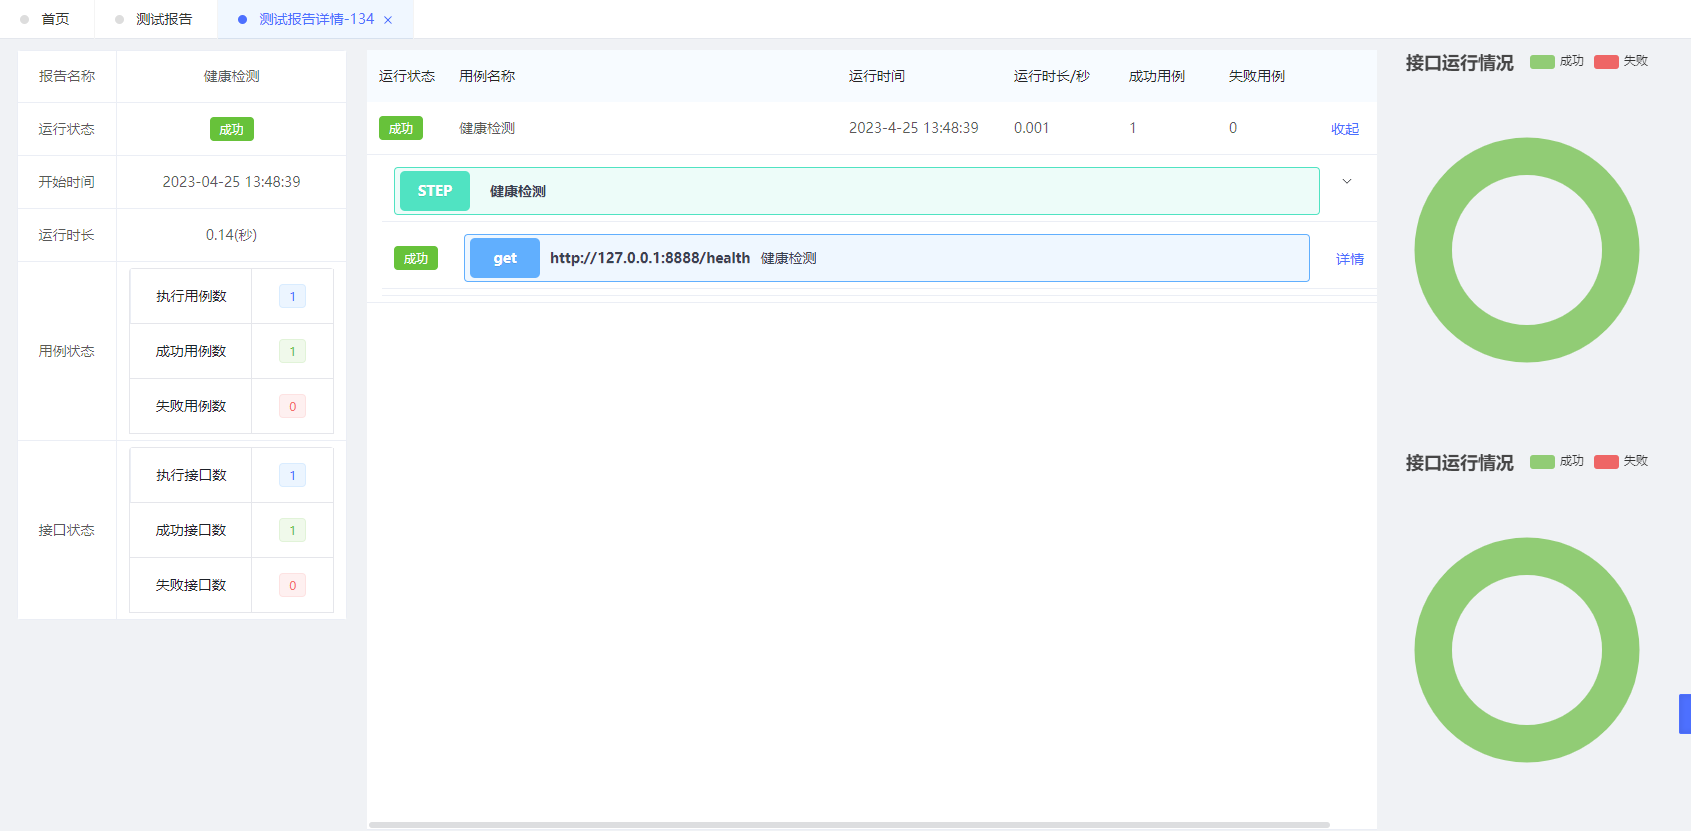 首页 测试报告 测试报告详情-134 ×
报告名称 健康检测
运行状态 成功
开始时间 2023-04-25 13:48:39
运行时长 0.14(秒)
用例状态
执行用例数 1
成功用例数 1
失败用例数 0
接口状态
执行接口数 1
成功接口数 1
失败接口数 0
运行状态 用例名称 运行时间 运行时长/秒 成功用例 失败用例
成功 健康检测 2023-4-25 13:48:39 0.001 1 0 收起
STEP 健康检测
成功 get http://127.0.0.1:8888/health 健康检测 详情
接口运行情况 成功 失败
接口运行情况 成功 失败